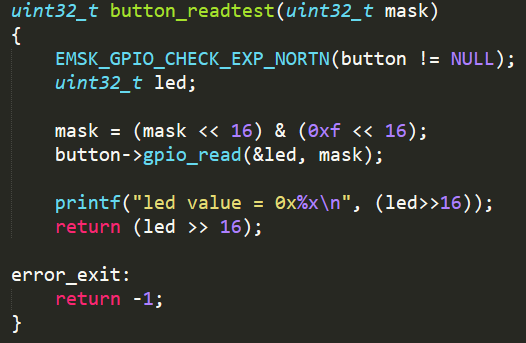 uint32_t button_readtest(uint32_t mask)
{
    EMSK_GPIO_CHECK_EXP_NORTN(button != NULL);
    uint32_t led;

    mask = (mask << 16) & (0xf << 16);
    button->gpio_read(&led, mask);

    printf("led value = 0x%x\n", (led>>16));
    return (led >> 16);

error_exit:
    return -1;
}